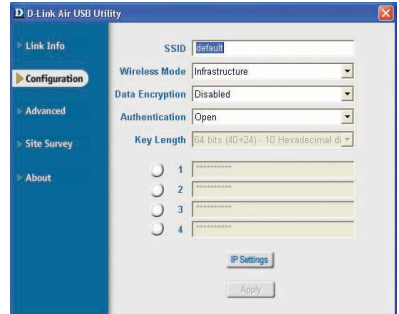 D D-Link Air USB Utility
Link Info
Configuration
Advanced
Site Survey
About
SSID default
Wireless Mode Infrastructure
Data Encryption Disabled
Authentication Open
Key Length 64 bits (40+24) - 10 Hexadecimal di
1 **********
2 **********
3 **********
4 **********
IP Settings
Apply